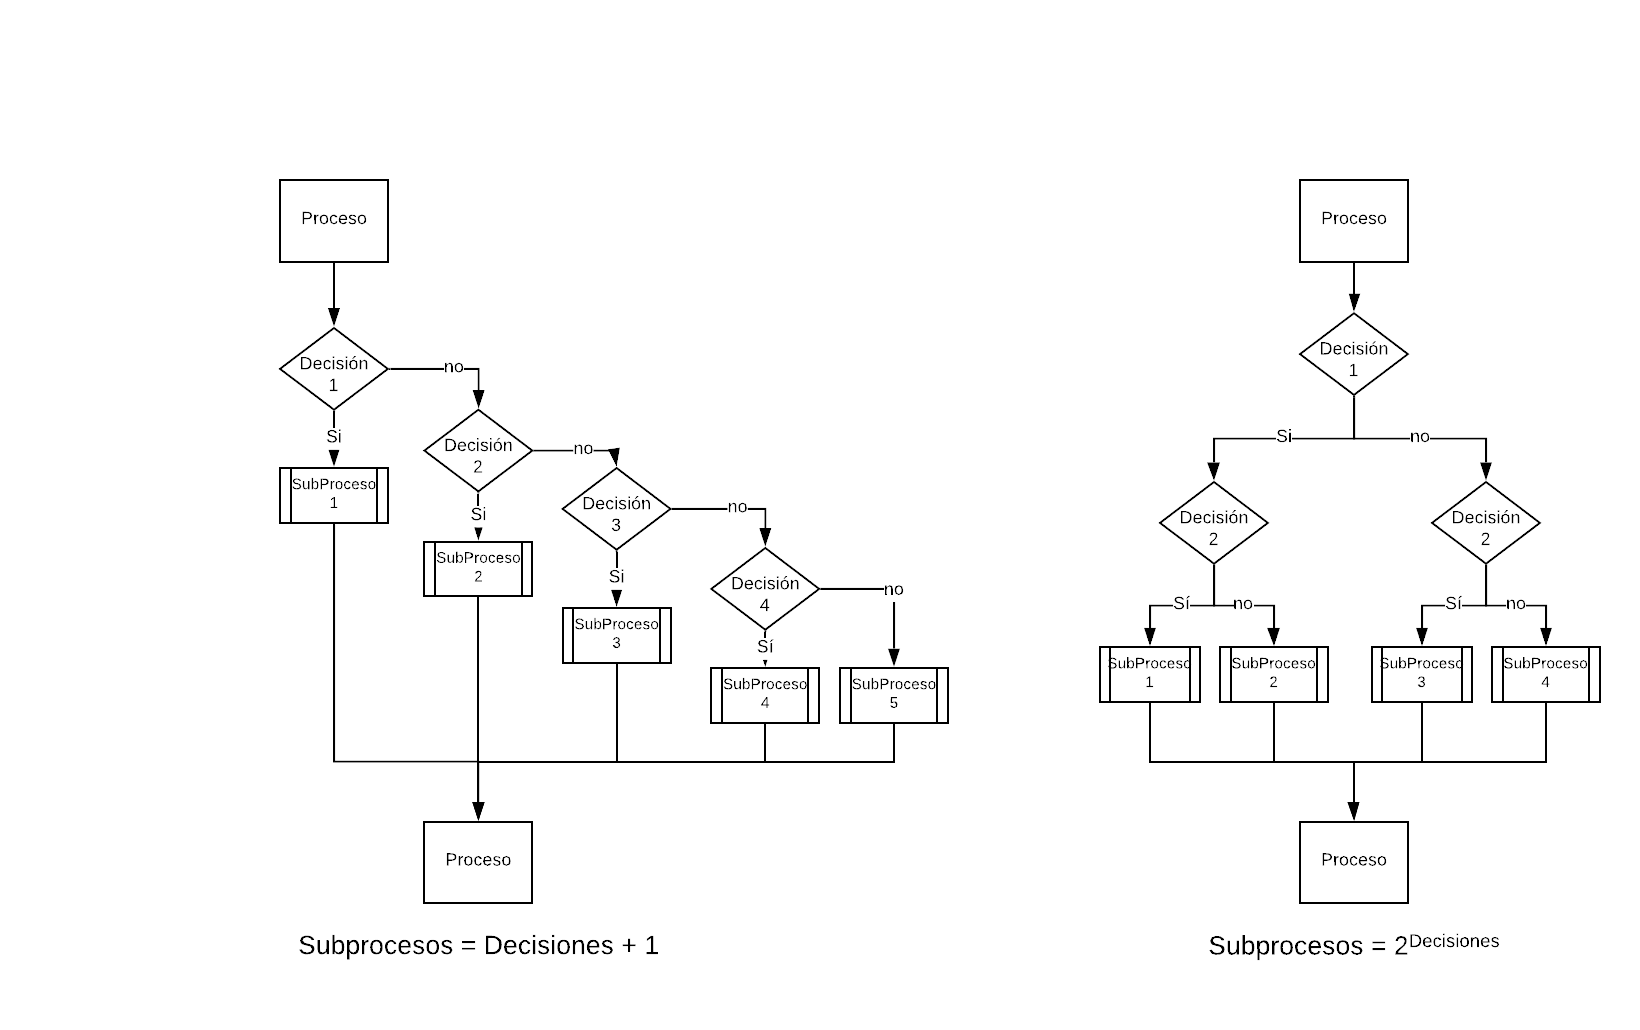 Proceso
Decisión
1
no
Si
SubProceso
1
Decisión
2
no
Si
SubProceso
2
Decisión
3
no
Si
SubProceso
3
Decisión
4
no
Sí
SubProceso
4
SubProceso
5
Proceso
Subprocesos = Decisiones + 1
Proceso
Decisión
1
Si
no
Decisión
2
Decisión
2
Sí
no
Sí
no
SubProceso
1
SubProceso
2
SubProceso
3
SubProceso
4
Proceso
Subprocesos = 2^Decisiones